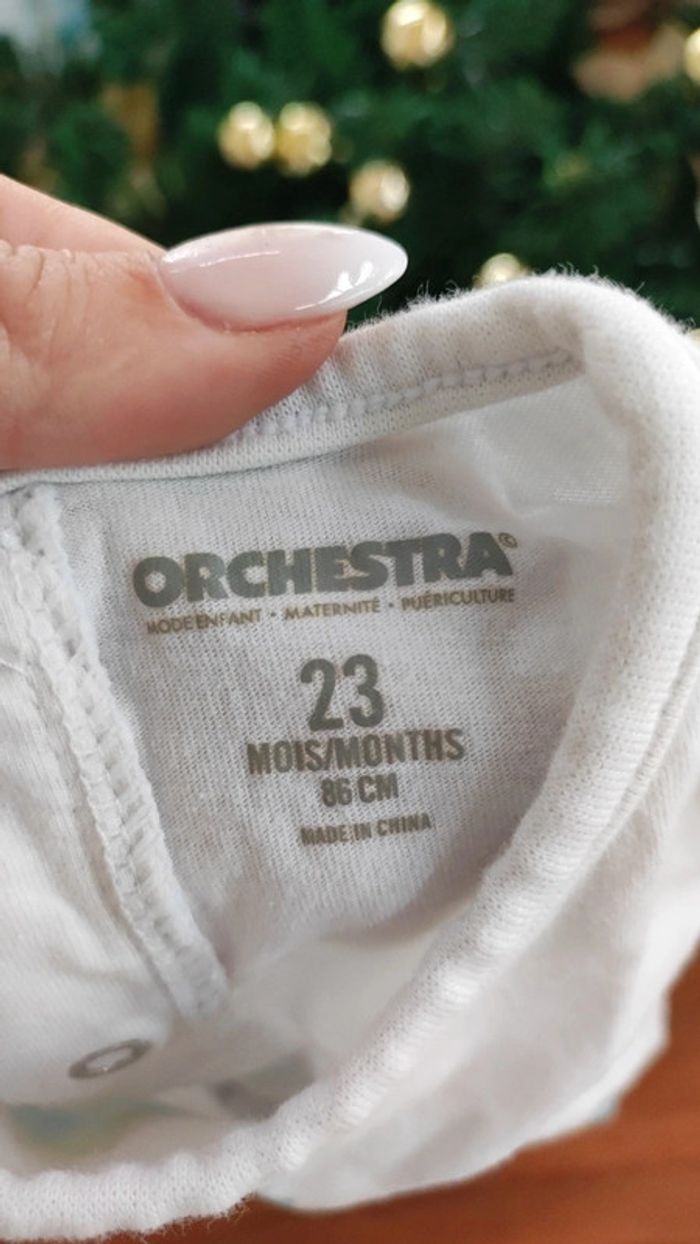 ORCHESTRA©
MODE ENFANT • MATERNITÉ • PUÉRICULTURE
23
MOIS/MONTHS
86 CM
MADE IN CHINA